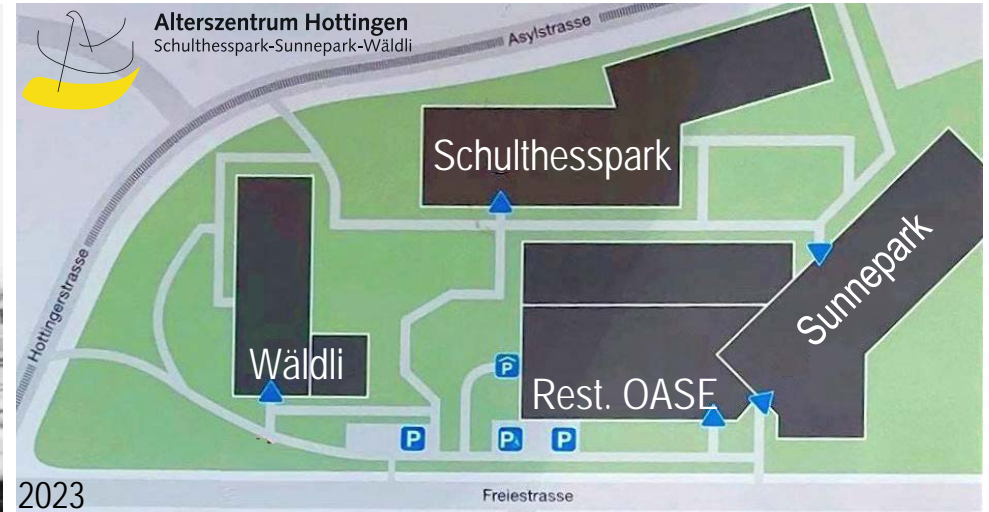 Alterszentrum Hottingen
Schulthesspark-Sunnepark-Wäldli
Asylstrasse
Schulthesspark
Hottingerstrasse
Sunnepark
Wäldli
P
Rest. OASE
P
P
P
Freiestrasse
2023